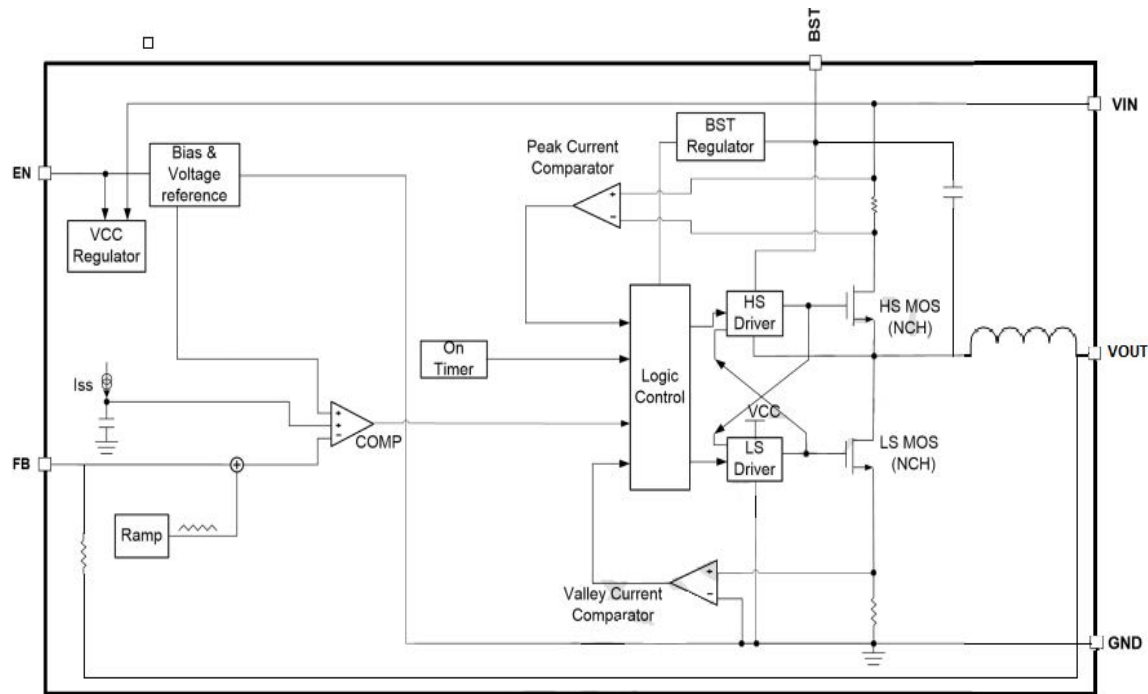 BST
VIN
BST
Regulator
Peak Current
Comparator
Bias &
Voltage
reference
EN
VCC
Regulator
HS
Driver
HS MOS
(NCH)
On
Timer
VOUT
Logic
Control
Iss
VCC
COMP
LS
Driver
LS MOS
(NCH)
FB
+
-
+
+
-
+
Ramp
+
-
Valley Current
Comparator
GND